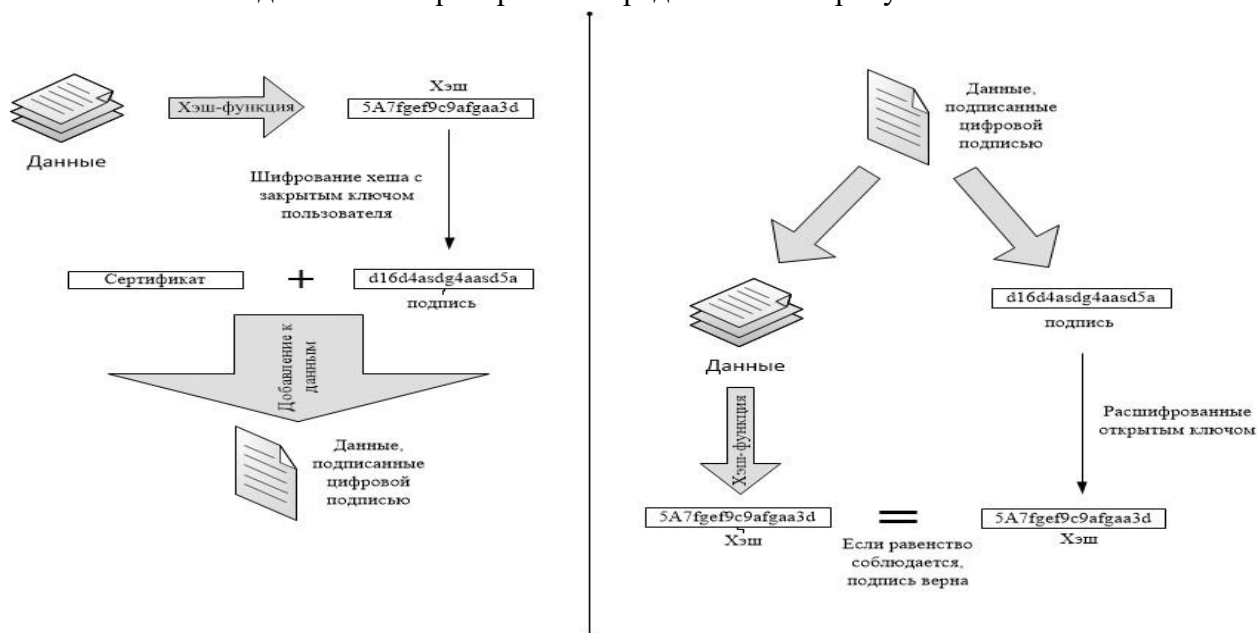 Хэш-функция
Хэш
5A7fgef9c9afgaa3d
Данные
Шифрование хеша с
закрытым ключом
пользователя
Сертификат
+
d16d4asdg4aasd5a
подпись
Добавление к
данным
Данные,
подписанные
цифровой
подписью
Данные,
подписанные
цифровой
подписью
Данные
d16d4asdg4aasd5a
подпись
Хэш-функция
Расшифрованные
открытым ключом
5A7fgef9c9afgaa3d
Хэш
=
Если равенство
соблюдается,
подпись верна
5A7fgef9c9afgaa3d
Хэш